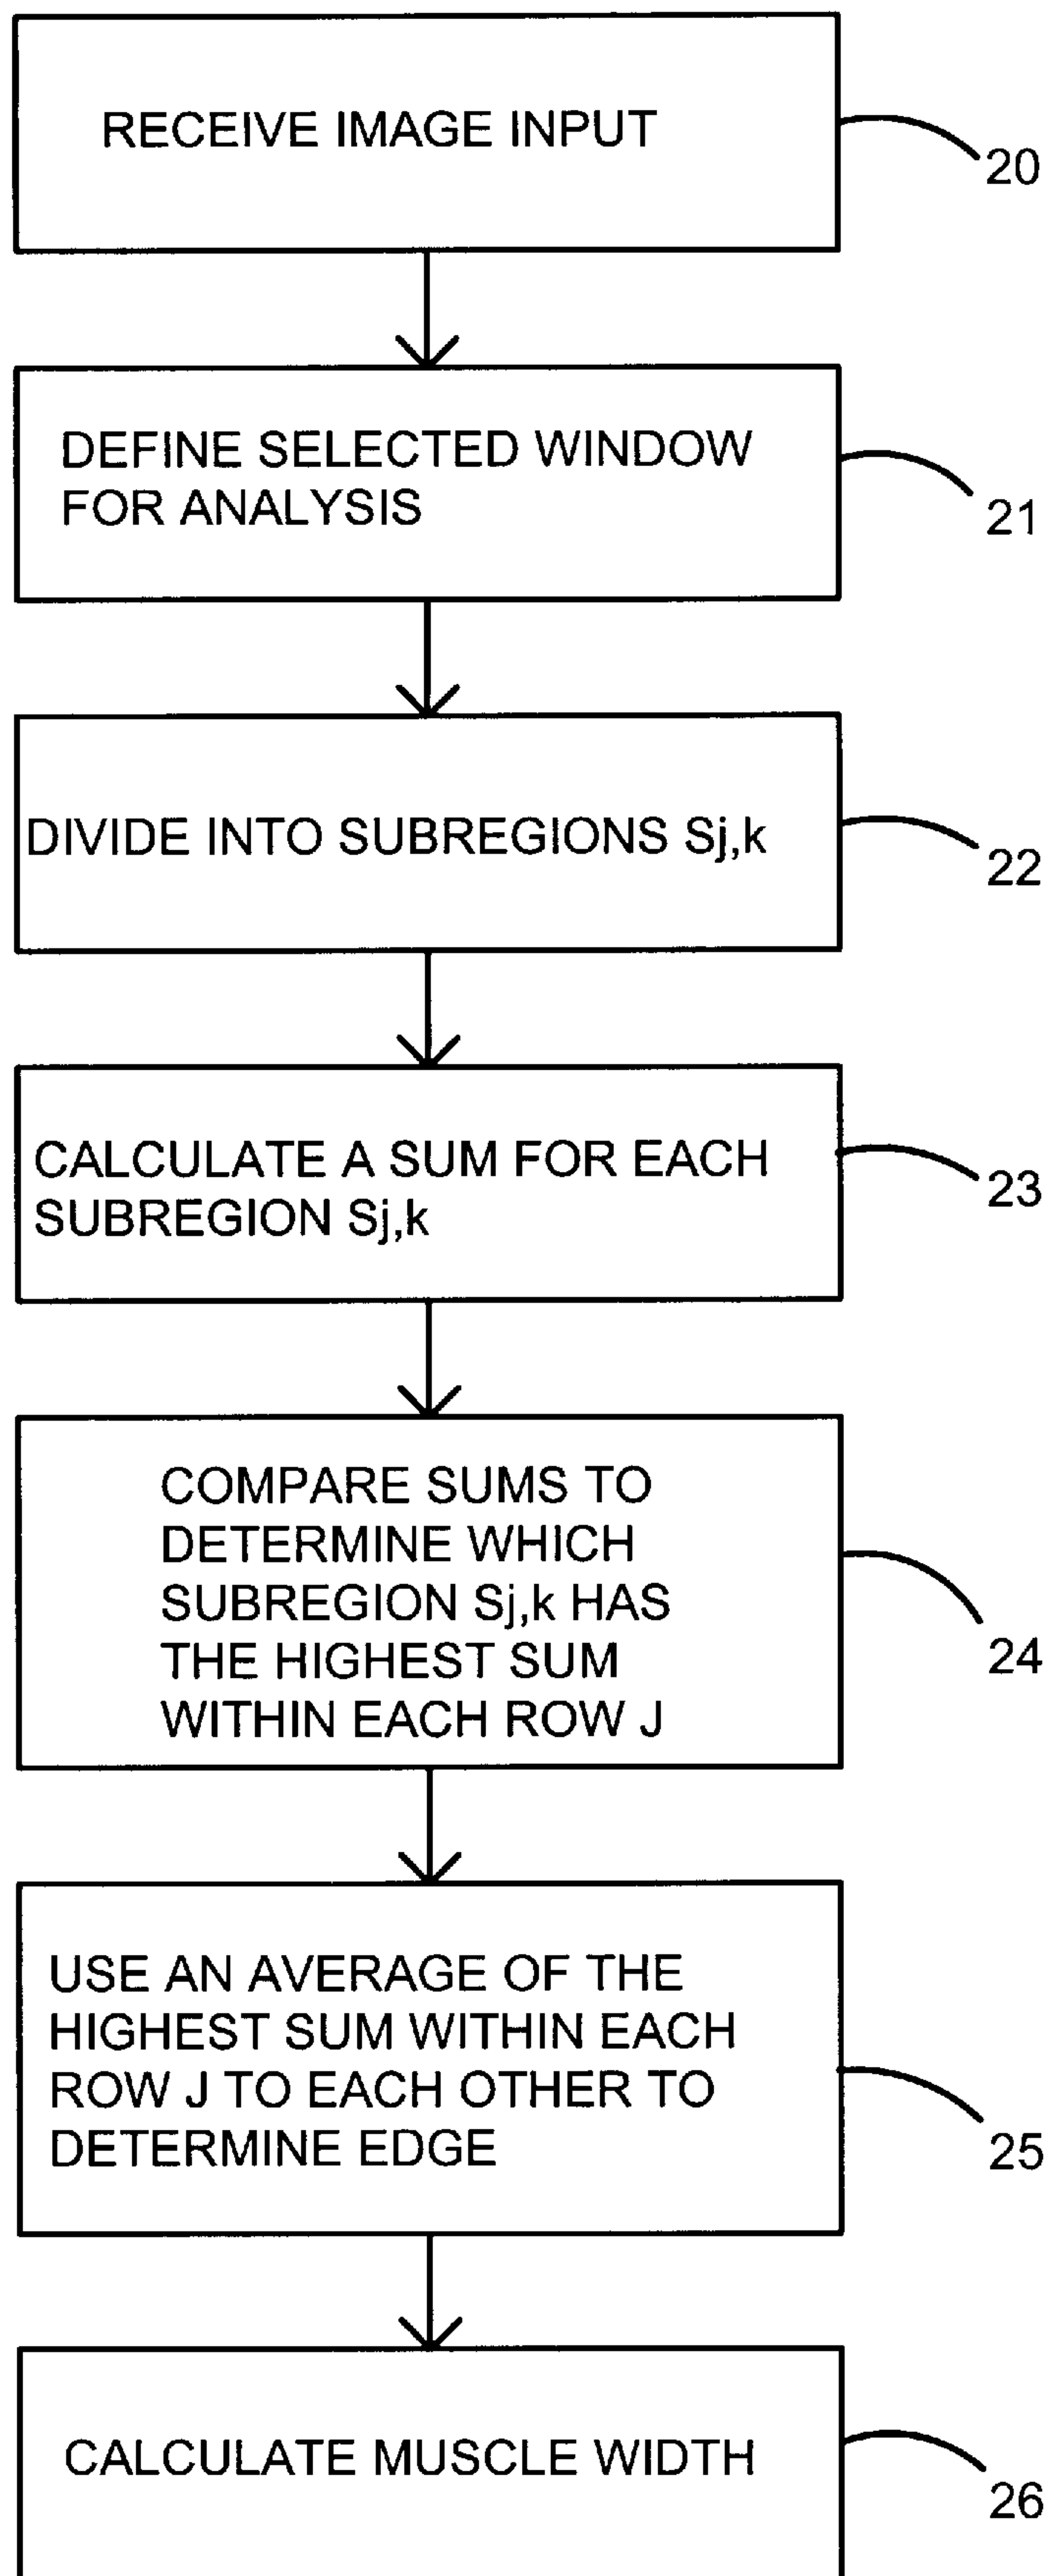 RECEIVE IMAGE INPUT
20
DEFINE SELECTED WINDOW
FOR ANALYSIS
21
DIVIDE INTO SUBREGIONS Sj,k
22
CALCULATE A SUM FOR EACH
SUBREGION Sj,k
23
COMPARE SUMS TO
DETERMINE WHICH
SUBREGION Sj,k HAS
THE HIGHEST SUM
WITHIN EACH ROW J
24
USE AN AVERAGE OF THE
HIGHEST SUM WITHIN EACH
ROW J TO EACH OTHER TO
DETERMINE EDGE
25
CALCULATE MUSCLE WIDTH
26